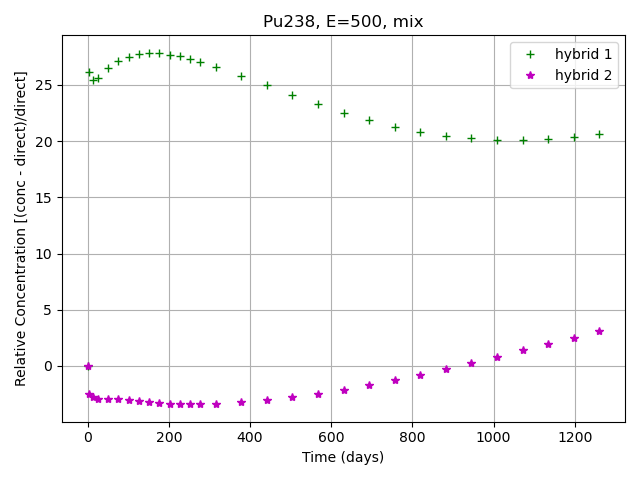 Pu238, E=500, mix
hybrid 1
hybrid 2
Relative Concentration [(conc - direct)/direct]
25
20
15
10
5
0
0 200 400 600 800 1000 1200
Time (days)